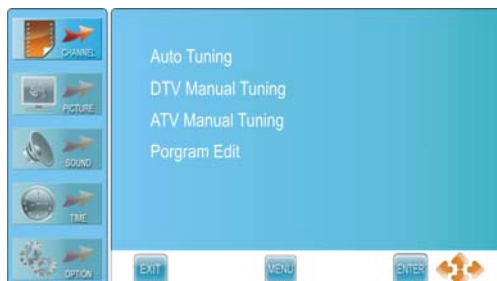 CHANNEL
PICTURE
SOUND
TIME
OPTION
Auto Tuning
DTV Manual Tuning
ATV Manual Tuning
Porgram Edit
EXIT
MENU
ENTER